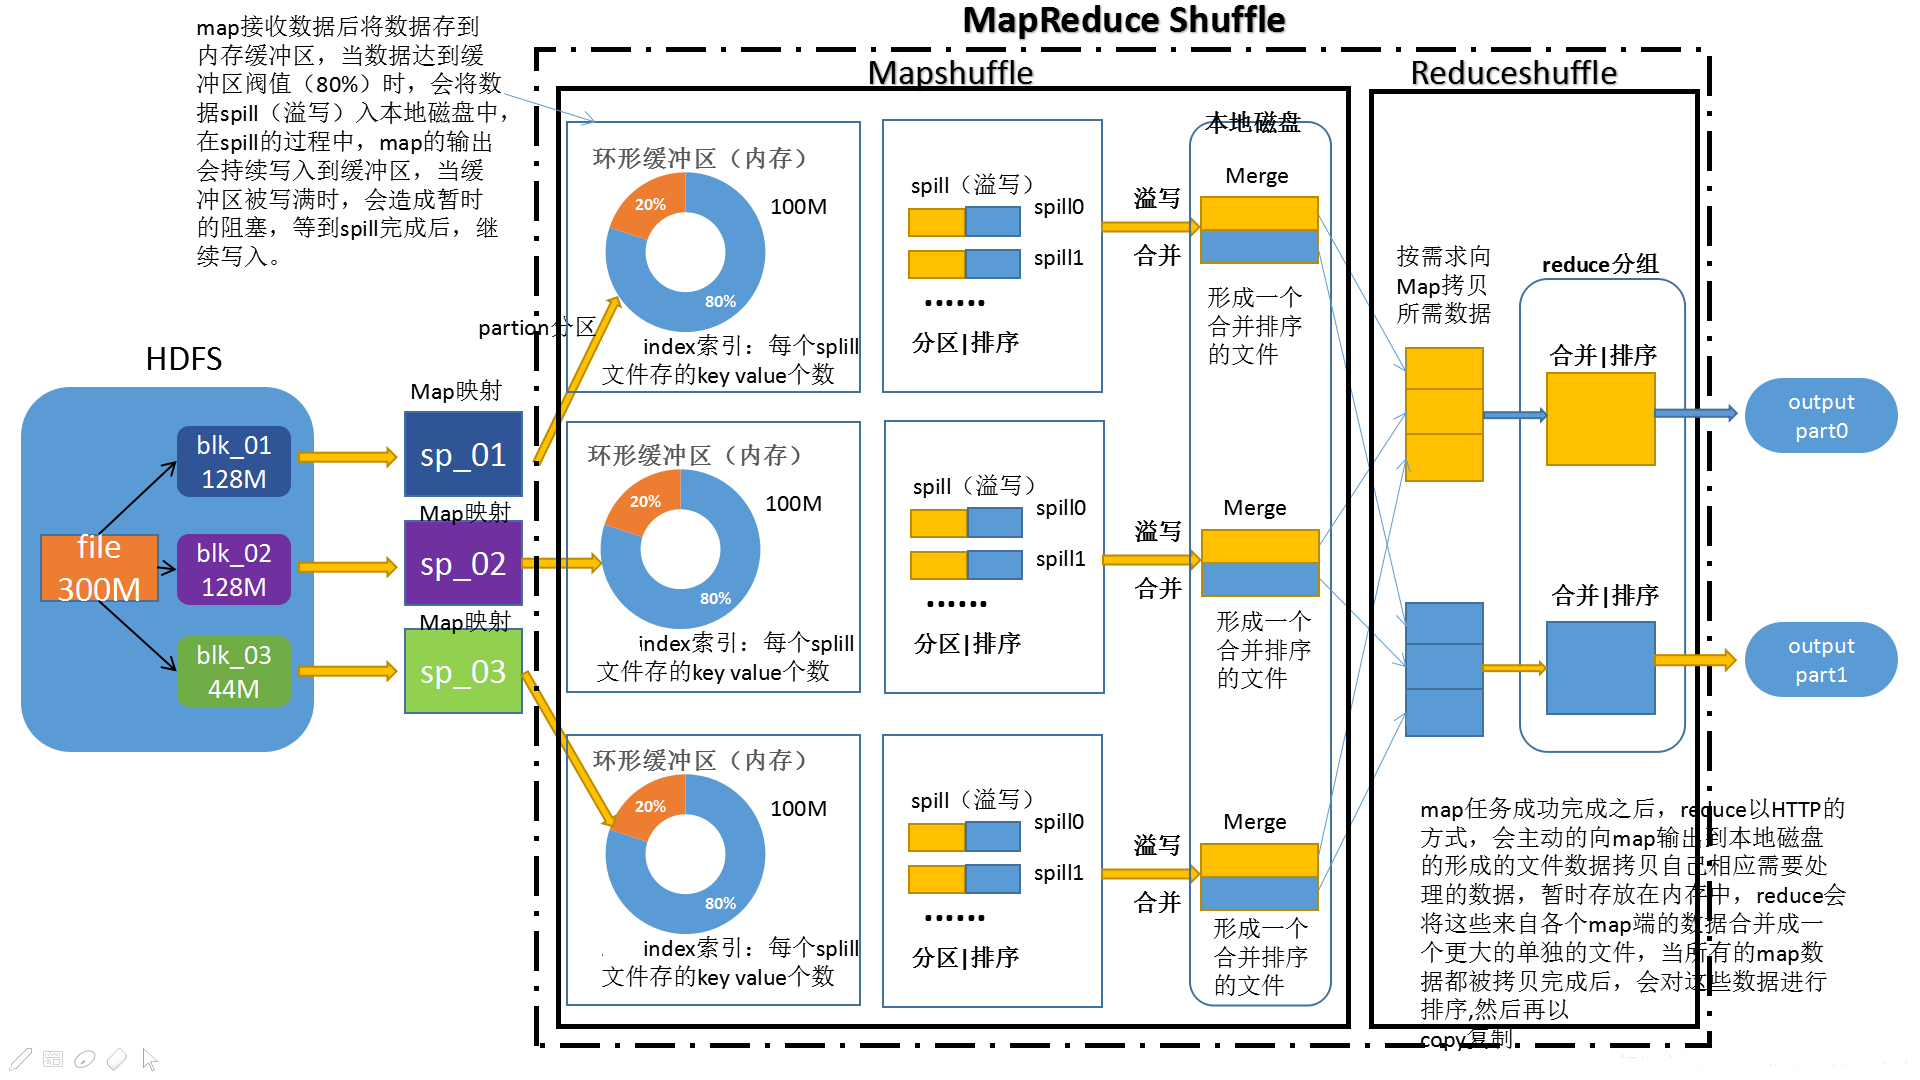 MapReduce Shuffle
map接收数据后将数据存到
内存缓冲区，当数据达到缓
冲区阀值（80%）时，会将数
据spill（溢写）入本地磁盘中，
在spill的过程中，map的输出
会持续写入到缓冲区，当缓
冲区被写满时，会造成暂时
的阻塞，等到spill完成后，继
续写入。
HDFS
file
300M
blk_01
128M
blk_02
128M
blk_03
44M
Map映射
sp_01
Map映射
sp_02
Map映射
sp_03
partion分区
Mapshuffle
环形缓冲区（内存）
20%
100M
80%
index索引：每个splill
文件存的key value个数
spill（溢写）
spill0
spill1
......
分区|排序
溢写
合并
本地磁盘
Merge
形成一个
合并排序
的文件
环形缓冲区（内存）
20%
100M
80%
index索引：每个splill
文件存的key value个数
spill（溢写）
spill0
spill1
......
分区|排序
溢写
合并
Merge
形成一个
合并排序
的文件
环形缓冲区（内存）
20%
100M
80%
index索引：每个splill
文件存的key value个数
spill（溢写）
spill0
spill1
......
分区|排序
溢写
合并
Merge
形成一个
合并排序
的文件
Reduceshuffle
按需求向
Map拷贝
所需数据
reduce分组
合并|排序
合并|排序
output
part0
output
part1
map任务成功完成之后，reduce以HTTP的
方式，会主动的向map输出到本地磁盘
的形成的文件数据拷贝自己相应需要处
理的数据，暂时存放在内存中，reduce会
将这些来自各个map端的数据合并成一
个更大的单独的文件，当所有的map数
据都被拷贝完成后，会对这些数据进行
排序,然后再以
copy复制